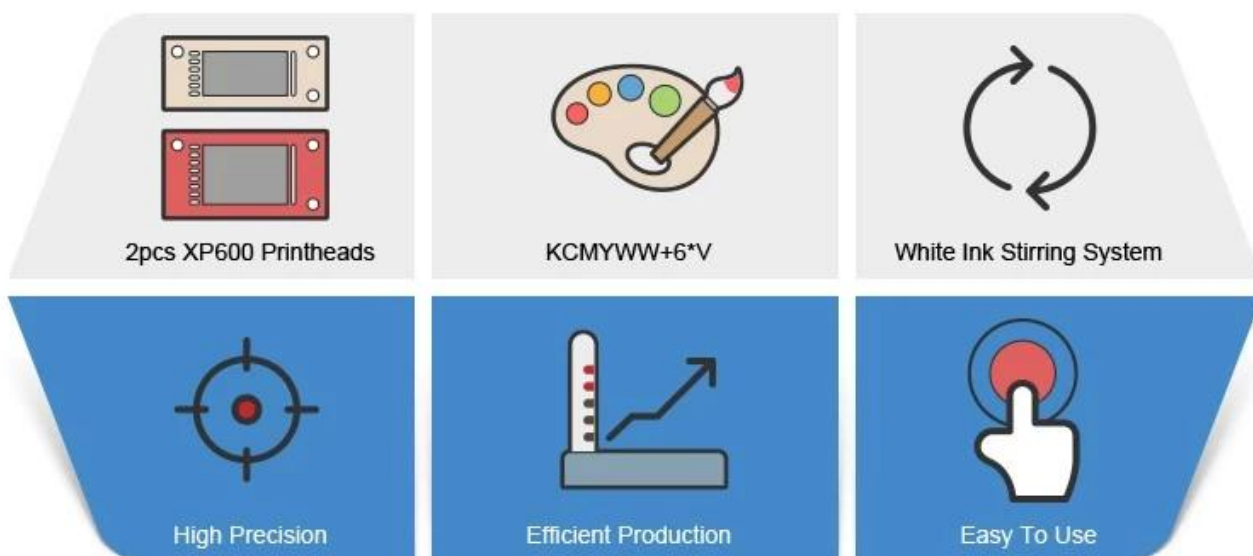 2pcs XP600 Printheads
KCMYWW+6*V
White Ink Stirring System
High Precision
Efficient Production
Easy To Use